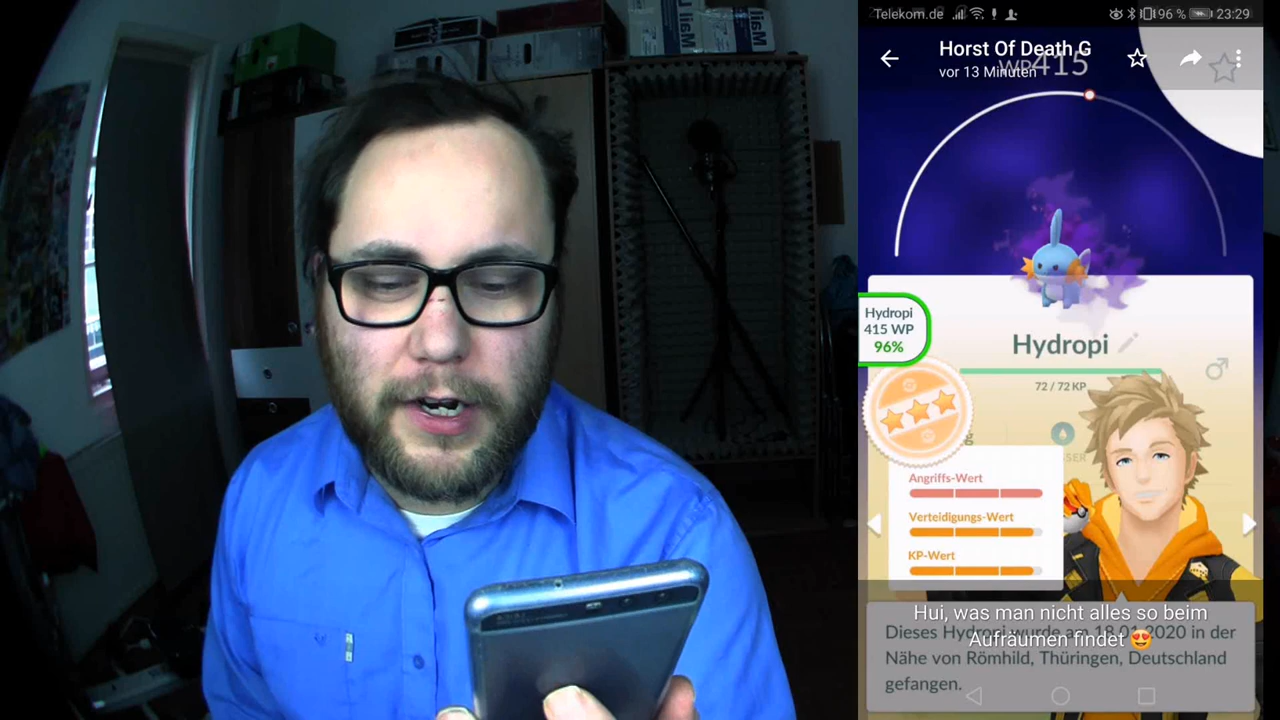 Telekom.de
96 % 23:29
Horst Of Death G
WP415
vor 13 Minuten
Hydropi
415 WP
96%
Hydropi
72 / 72 KP
Angriffs-Wert
Verteidigungs-Wert
KP-Wert
Hui, was man nicht alles so beim
Aufräumen findet 😍
Dieses Hydropi wurde am 18.01.2020 in der
Nähe von Römhild, Thüringen, Deutschland
gefangen.